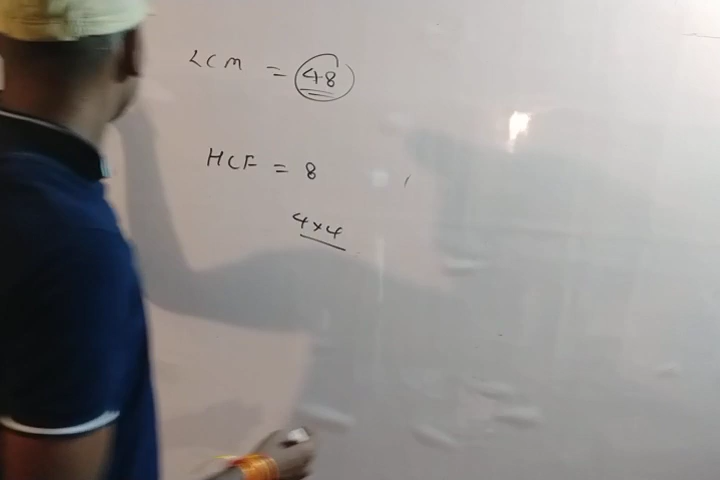 LCM = 48
HCF = 8
4×4